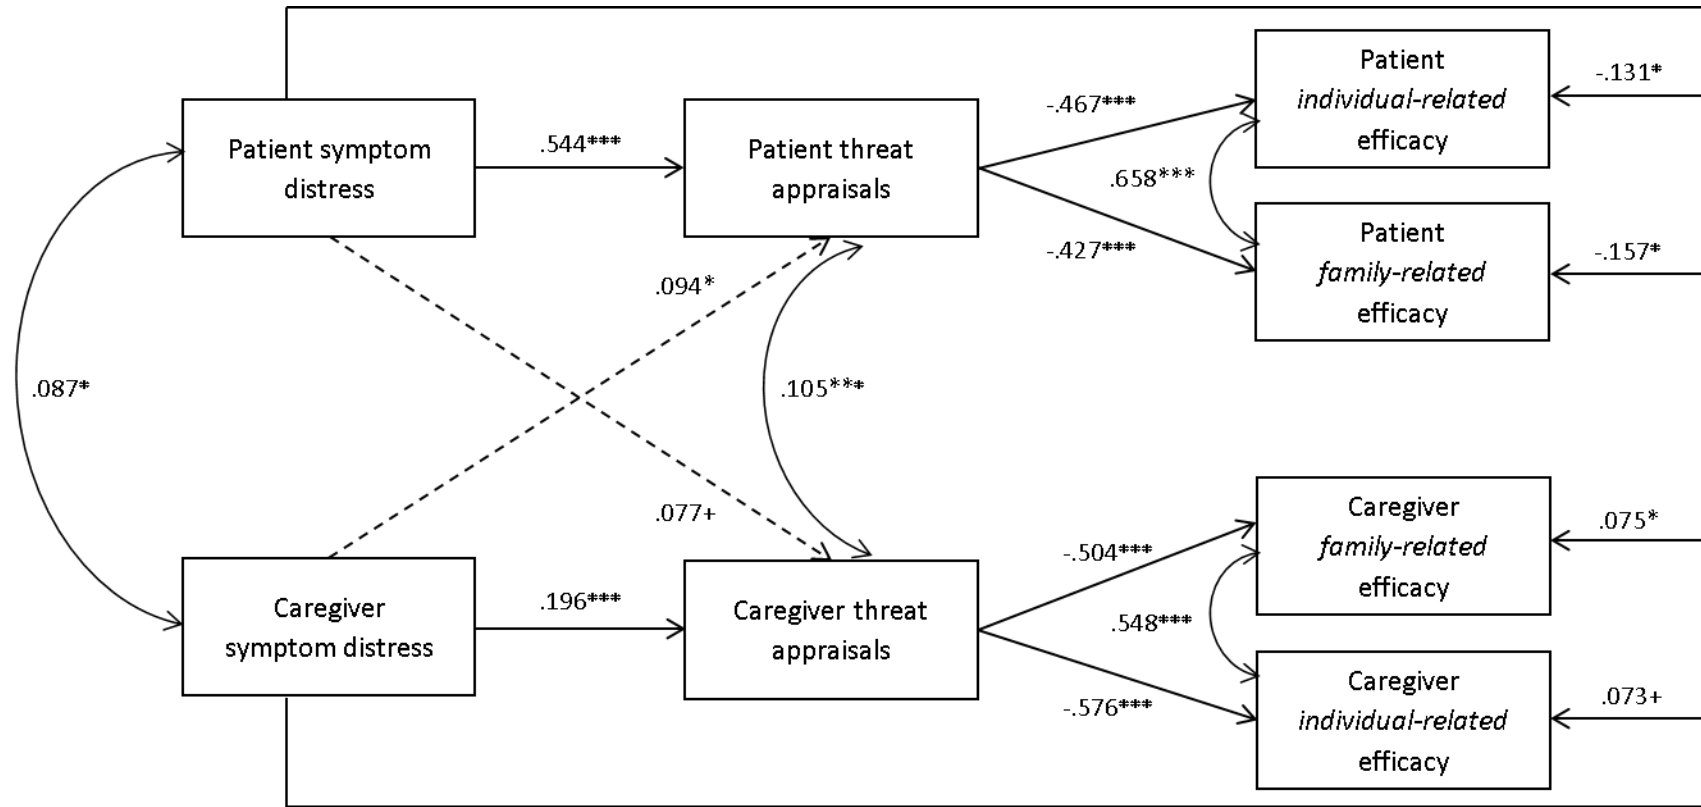 Patient
individual-related
efficacy
-.131*
-.467***
Patient symptom
distress
.544***
Patient threat
appraisals
.658***
Patient
family-related
efficacy
-.157*
-.427***
.094*
.087*
.105***
.077+
Caregiver
family-related
efficacy
.075*
-.504***
Caregiver
symptom distress
.196***
Caregiver threat
appraisals
.548***
Caregiver
individual-related
efficacy
.073+
-.576***